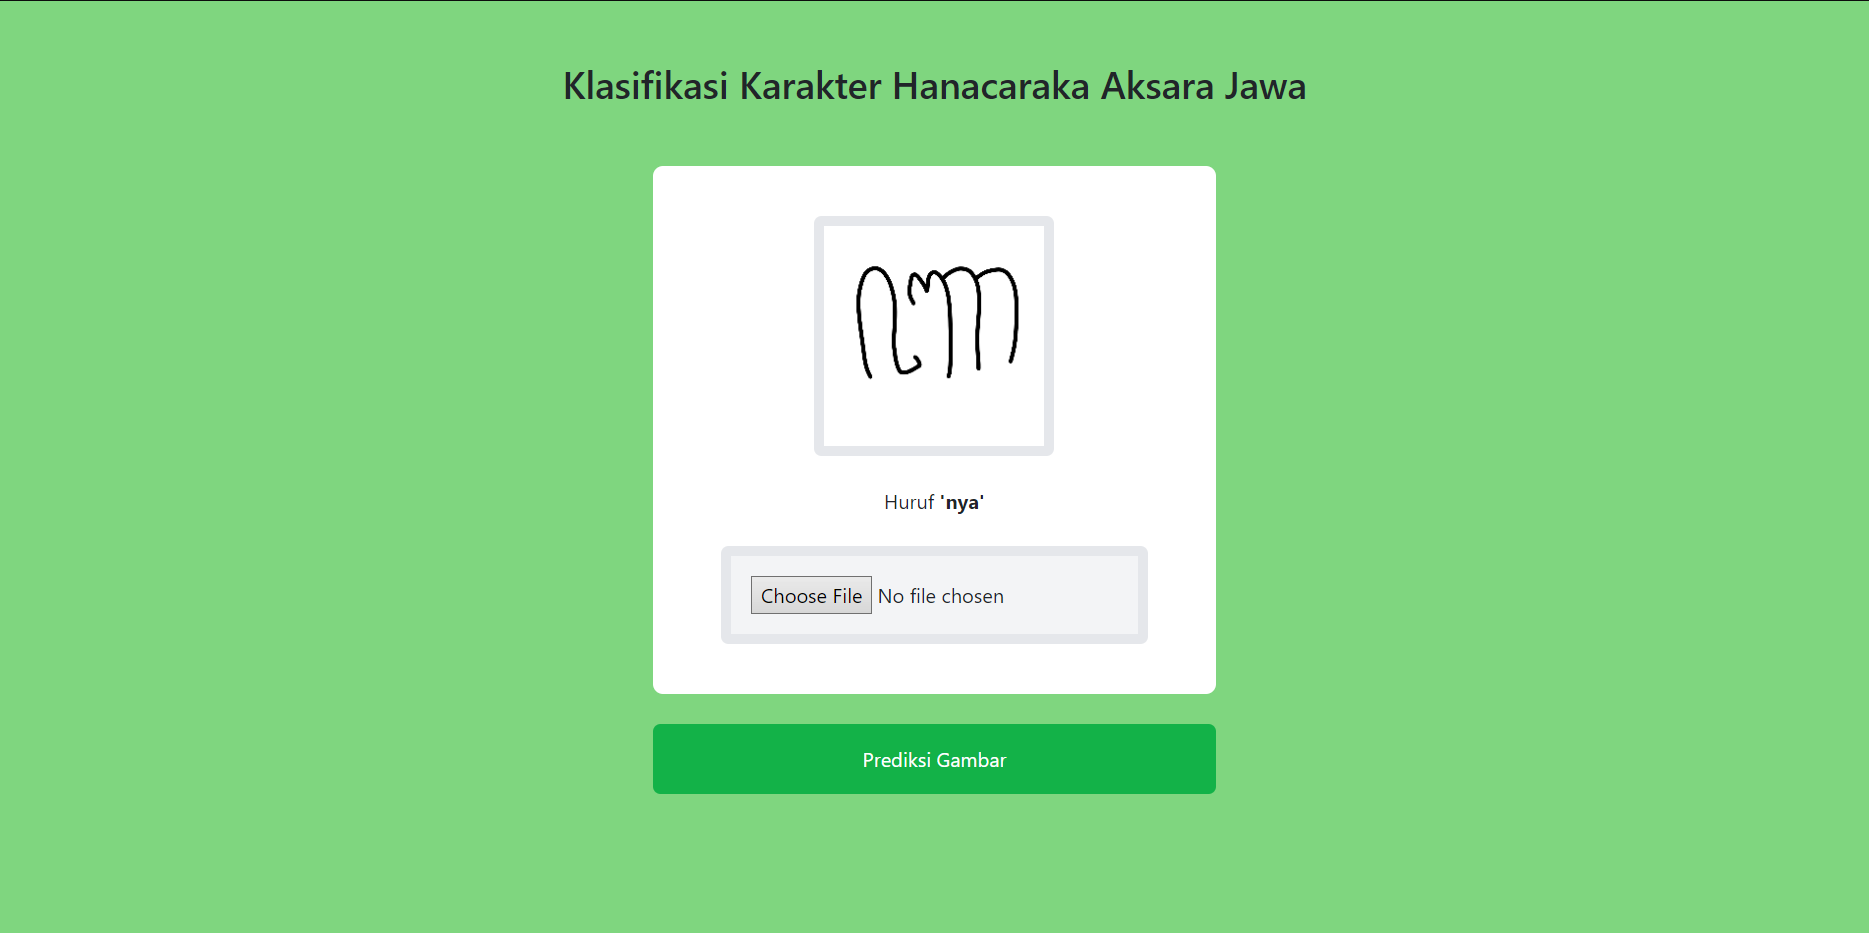 Klasifikasi Karakter Hanacaraka Aksara Jawa
ꦚ
Huruf 'nya'
Choose File No file chosen
Prediksi Gambar